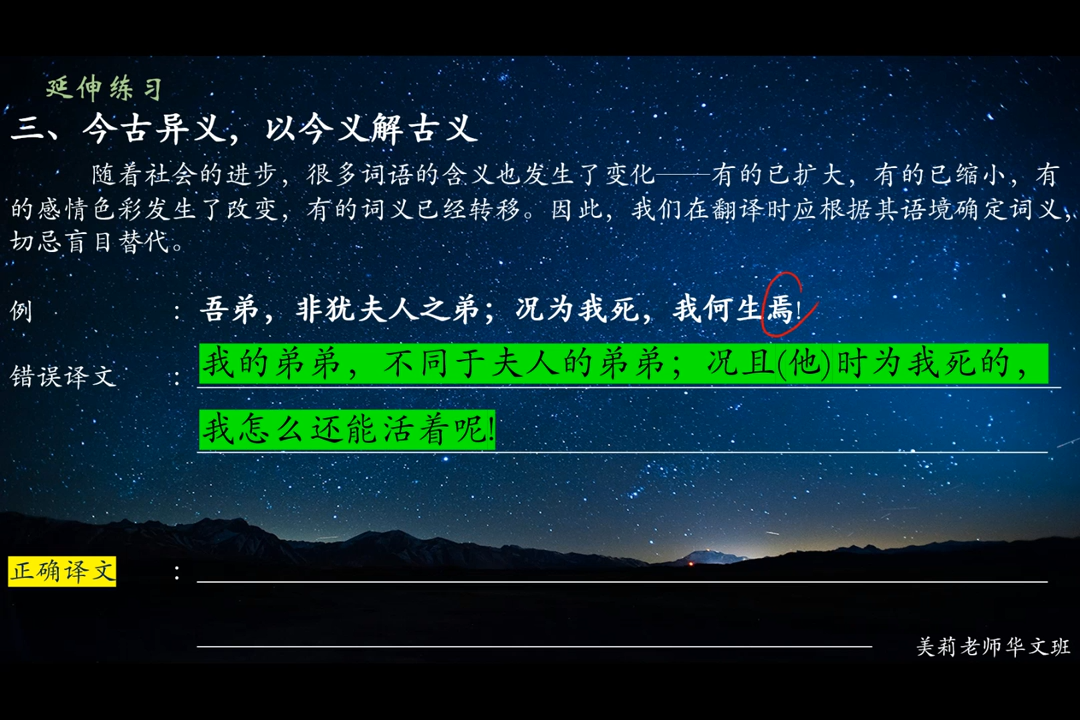 延伸练习
三、今古异义，以今义解古义
随着社会的进步，很多词语的含义也发生了变化——有的已扩大，有的已缩小，有
的感情色彩发生了改变，有的词义已经转移。因此，我们在翻译时应根据其语境确定词义，
切忌盲目替代。
例 ： 吾弟，非犹夫人之弟；况为我死，我何生焉!
错误译文 ： 我的弟弟，不同于夫人的弟弟；况且(他)时为我死的，
我怎么还能活着呢!
正确译文 ：
美莉老师华文班